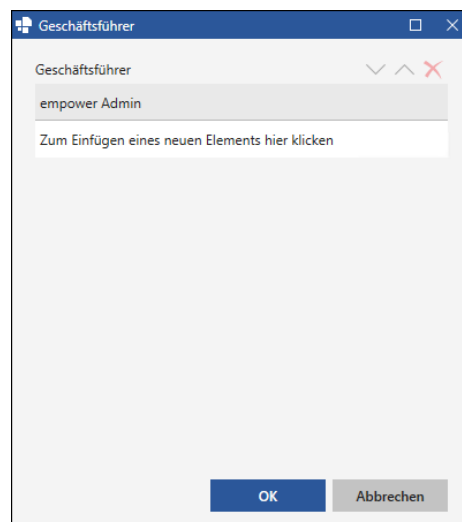 Geschäftsführer
Geschäftsführer
empower Admin
Zum Einfügen eines neuen Elements hier klicken
OK
Abbrechen